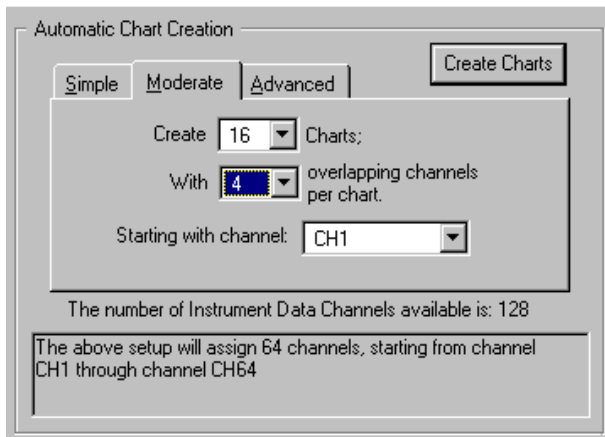 Automatic Chart Creation
Create Charts
Simple Moderate Advanced
Create 16 Charts;
With 4 overlapping channels
per chart.
Starting with channel: CH1
The number of Instrument Data Channels available is: 128
The above setup will assign 64 channels, starting from channel
CH1 through channel CH64